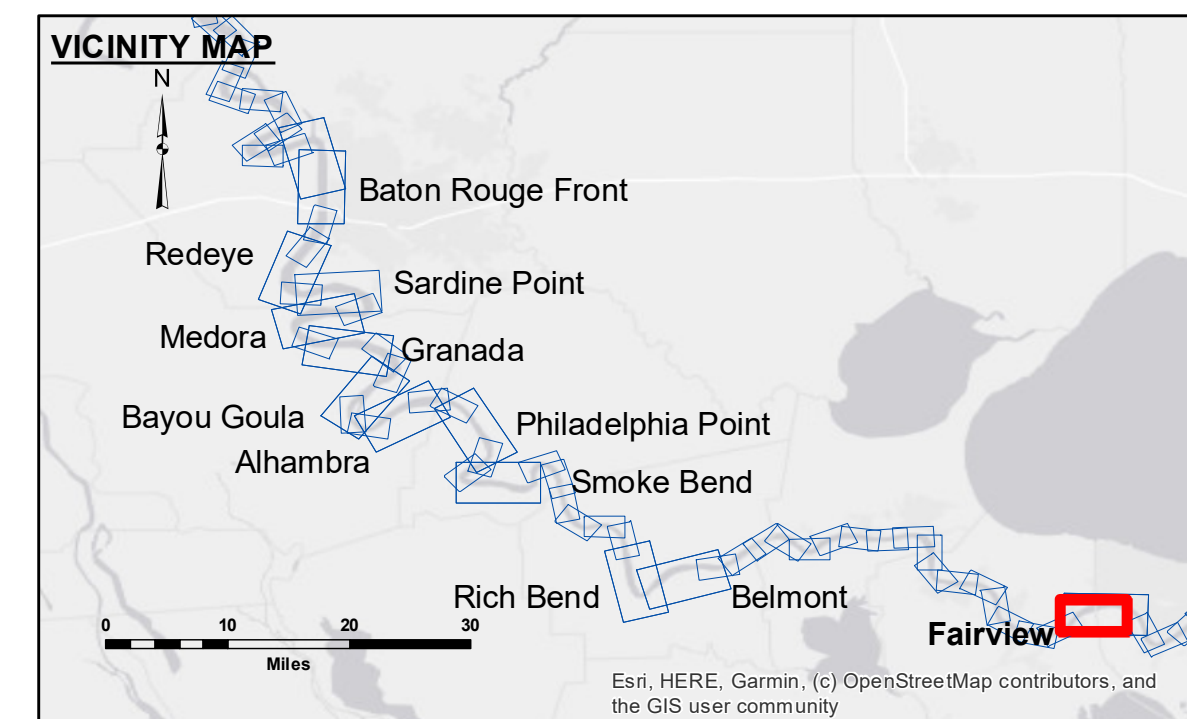 VICINITY MAP
N
Baton Rouge Front
Redeye
Sardine Point
Medora
Granada
Bayou Goula
Philadelphia Point
Alhambra
Smoke Bend
Rich Bend
Belmont
Fairview
0 10 20 30
Miles
Esri, HERE, Garmin, (c) OpenStreetMap contributors, and
the GIS user community